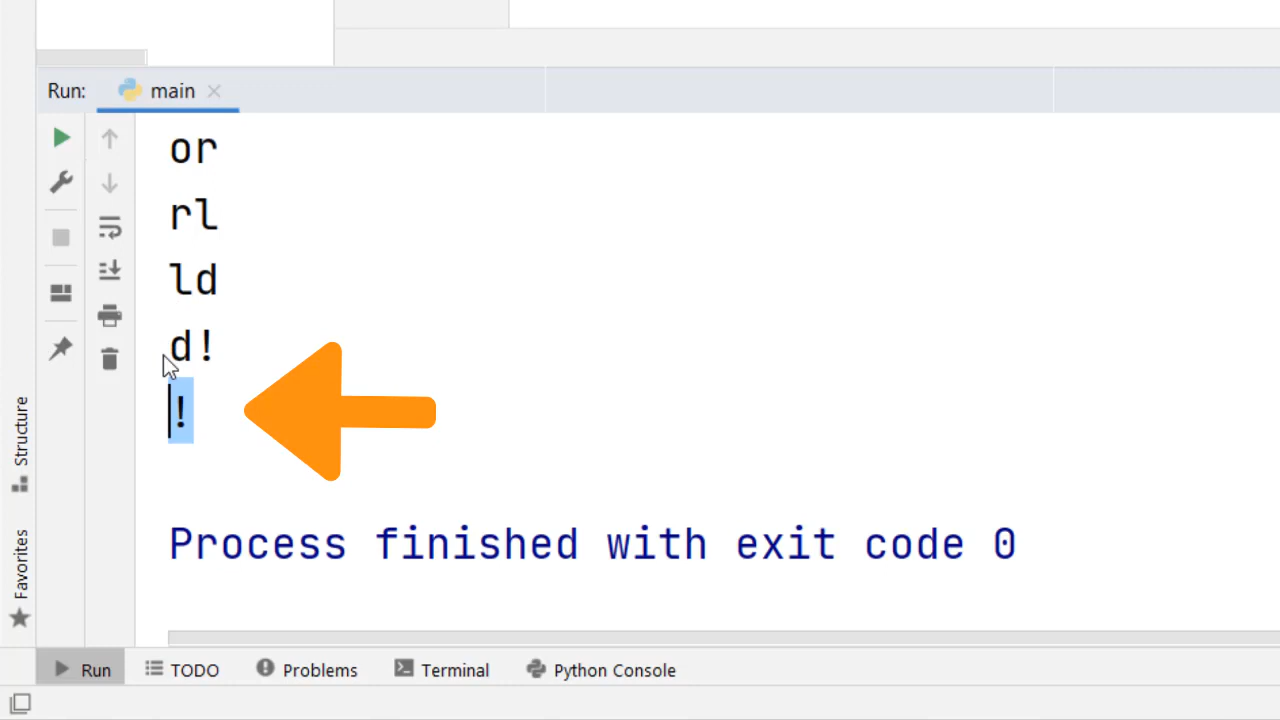 Run: main
or
rl
ld
d!
!
Process finished with exit code 0
Structure
Favorites
Run TODO Problems Terminal Python Console